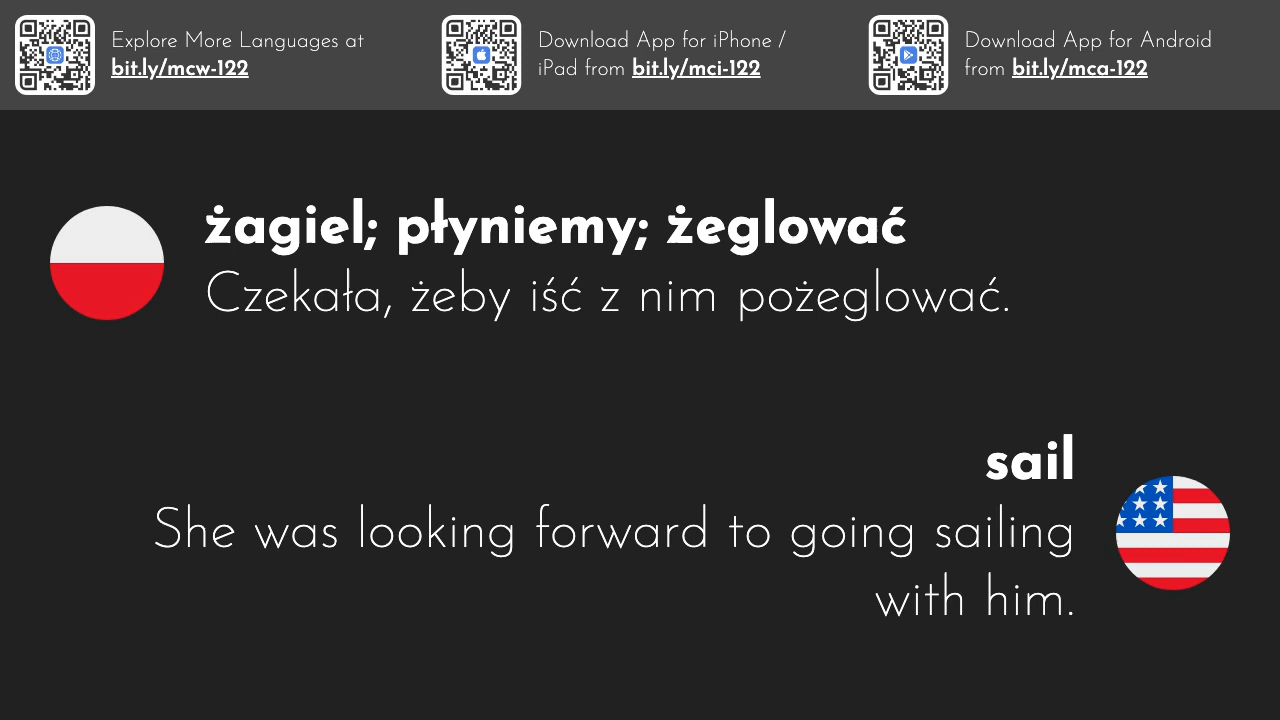 Explore More Languages at
bit.ly/mcw-122
Download App for iPhone /
iPad from bit.ly/mci-122
Download App for Android
from bit.ly/mca-122
żagiel; płyniemy; żeglować
Czekała, żeby iść z nim pożeglować.
sail
She was looking forward to going sailing
with him.